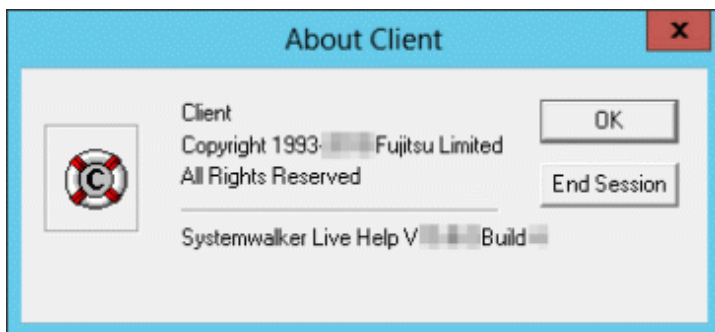 About Client
x
Client
Copyright 1993- Fujitsu Limited
All Rights Reserved
Systemwalker Live Help V Build
OK
End Session
C